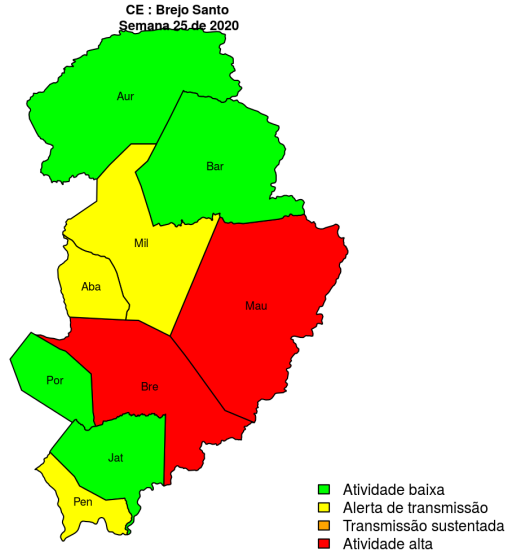 CE : Brejo Santo
Semana 25 de 2020
Aur
Bar
Mil
Aba
Mau
Por
Bre
Jat
Pen
Atividade baixa
Alerta de transmissão
Transmissão sustentada
Atividade alta